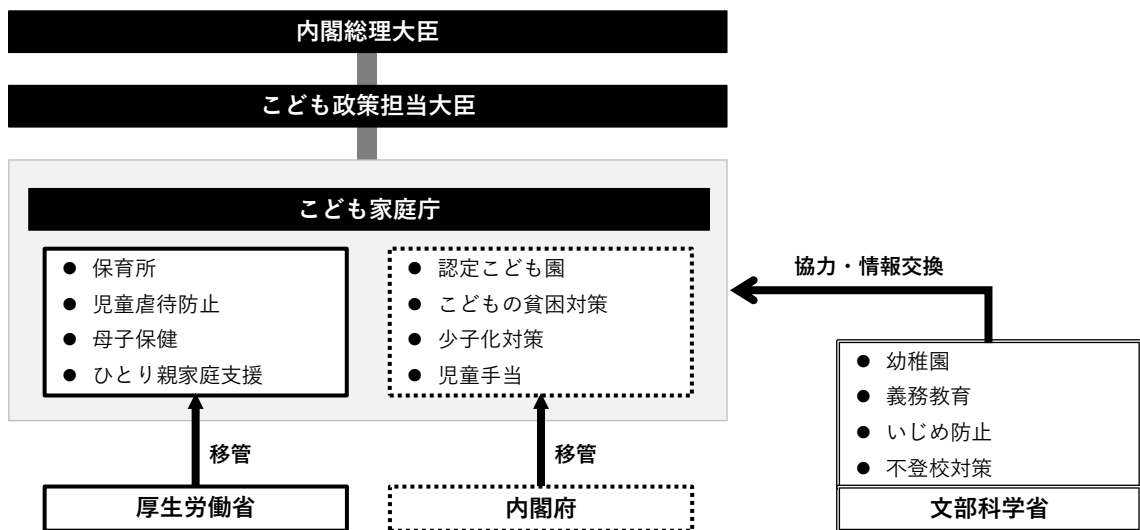 内閣総理大臣
こども政策担当大臣
こども家庭庁
● 保育所
● 児童虐待防止
● 母子保健
● ひとり親家庭支援
● 認定こども園
● こどもの貧困対策
● 少子化対策
● 児童手当
協力・情報交換
● 幼稚園
● 義務教育
● いじめ防止
● 不登校対策
移管
移管
厚生労働省
内閣府
文部科学省